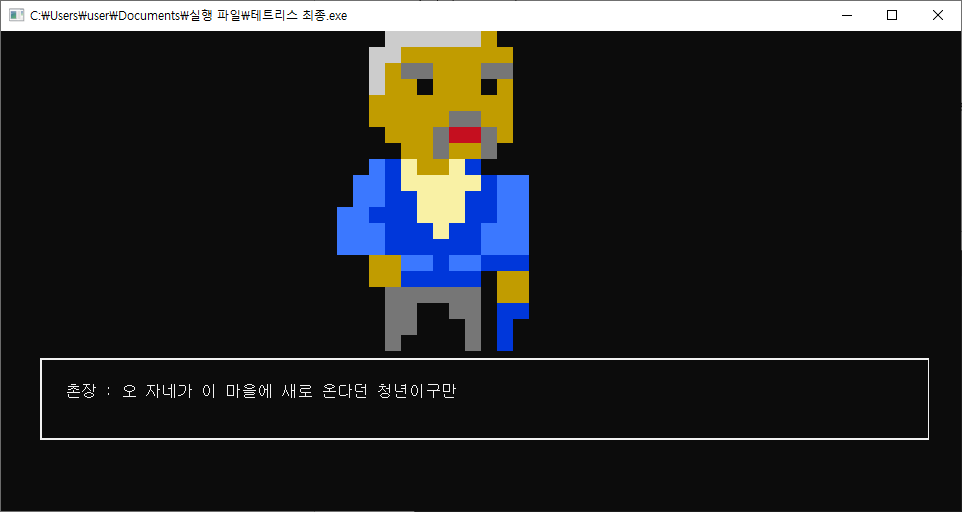 C:₩Users₩user₩Documents₩실행 파일₩테트리스 최종.exe
촌장 : 오 자네가 이 마을에 새로 온다던 청년이구만